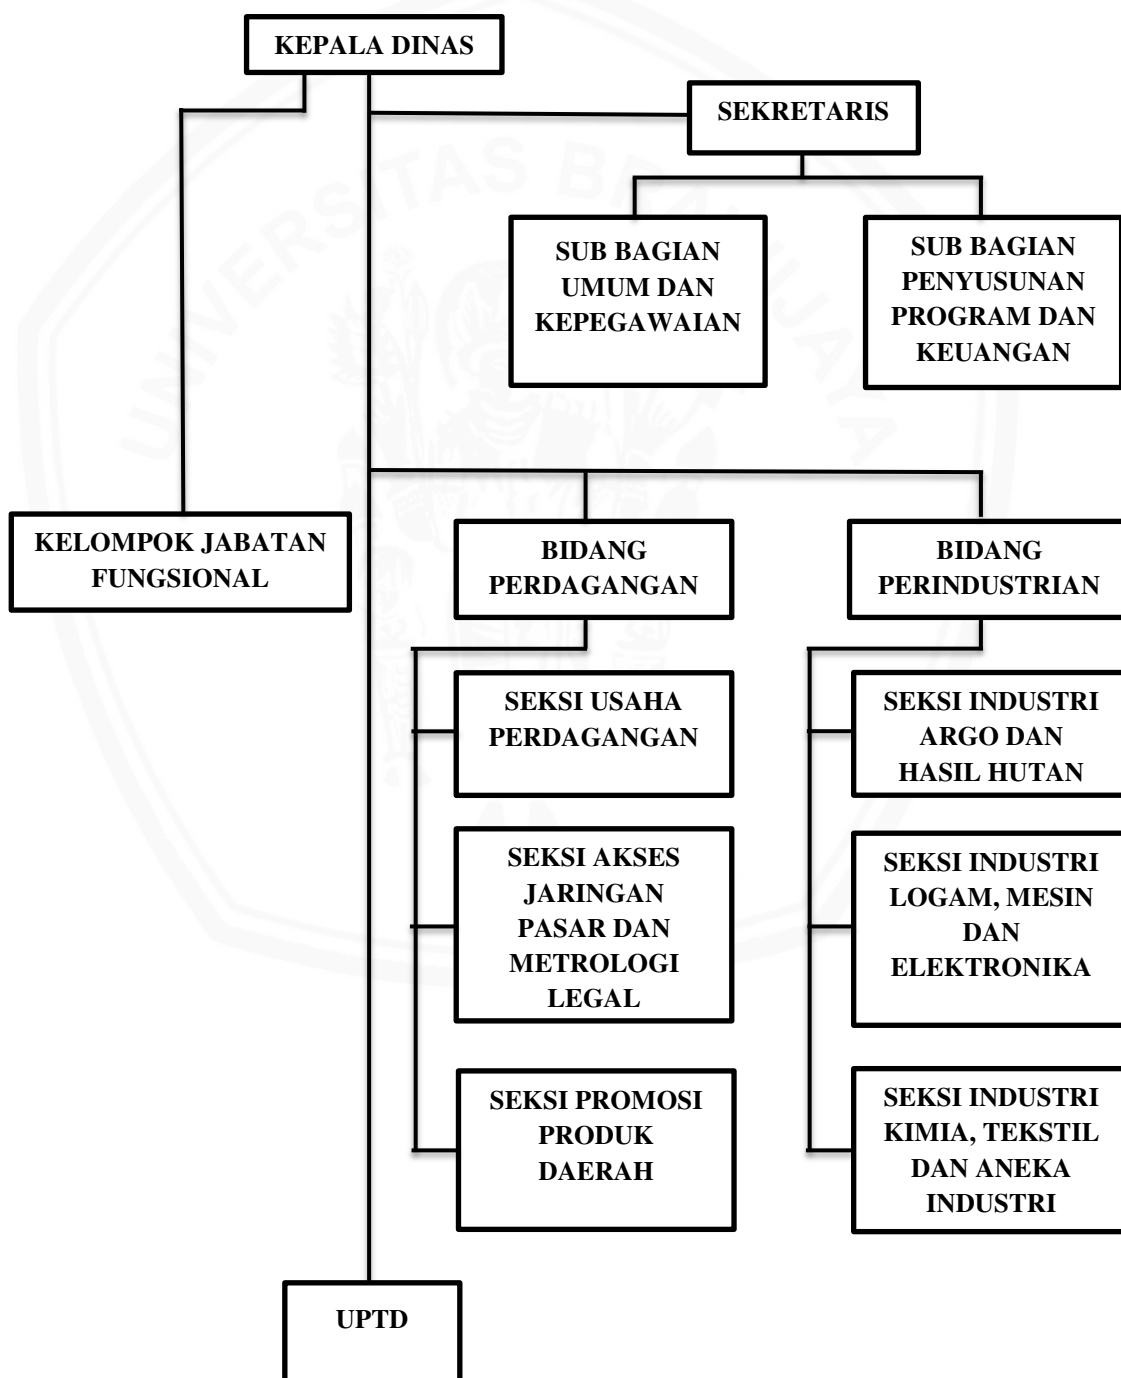 KEPALA DINAS
SEKRETARIS
SUB BAGIAN
UMUM DAN
KEPEGAWAIAN
SUB BAGIAN
PENYUSUNAN
PROGRAM DAN
KEUANGAN
KELOMPOK JABATAN
FUNGSIONAL
BIDANG
PERDAGANGAN
BIDANG
PERINDUSTRIAN
SEKSI USAHA
PERDAGANGAN
SEKSI INDUSTRI
ARGO DAN
HASIL HUTAN
SEKSI AKSES
JARINGAN
PASAR DAN
METROLOGI
LEGAL
SEKSI INDUSTRI
LOGAM, MESIN
DAN
ELEKTRONIKA
SEKSI PROMOSI
PRODUK
DAERAH
SEKSI INDUSTRI
KIMIA, TEKSTIL
DAN ANEKA
INDUSTRI
UPTD
UNIVERSITAS BRAWIJAYA